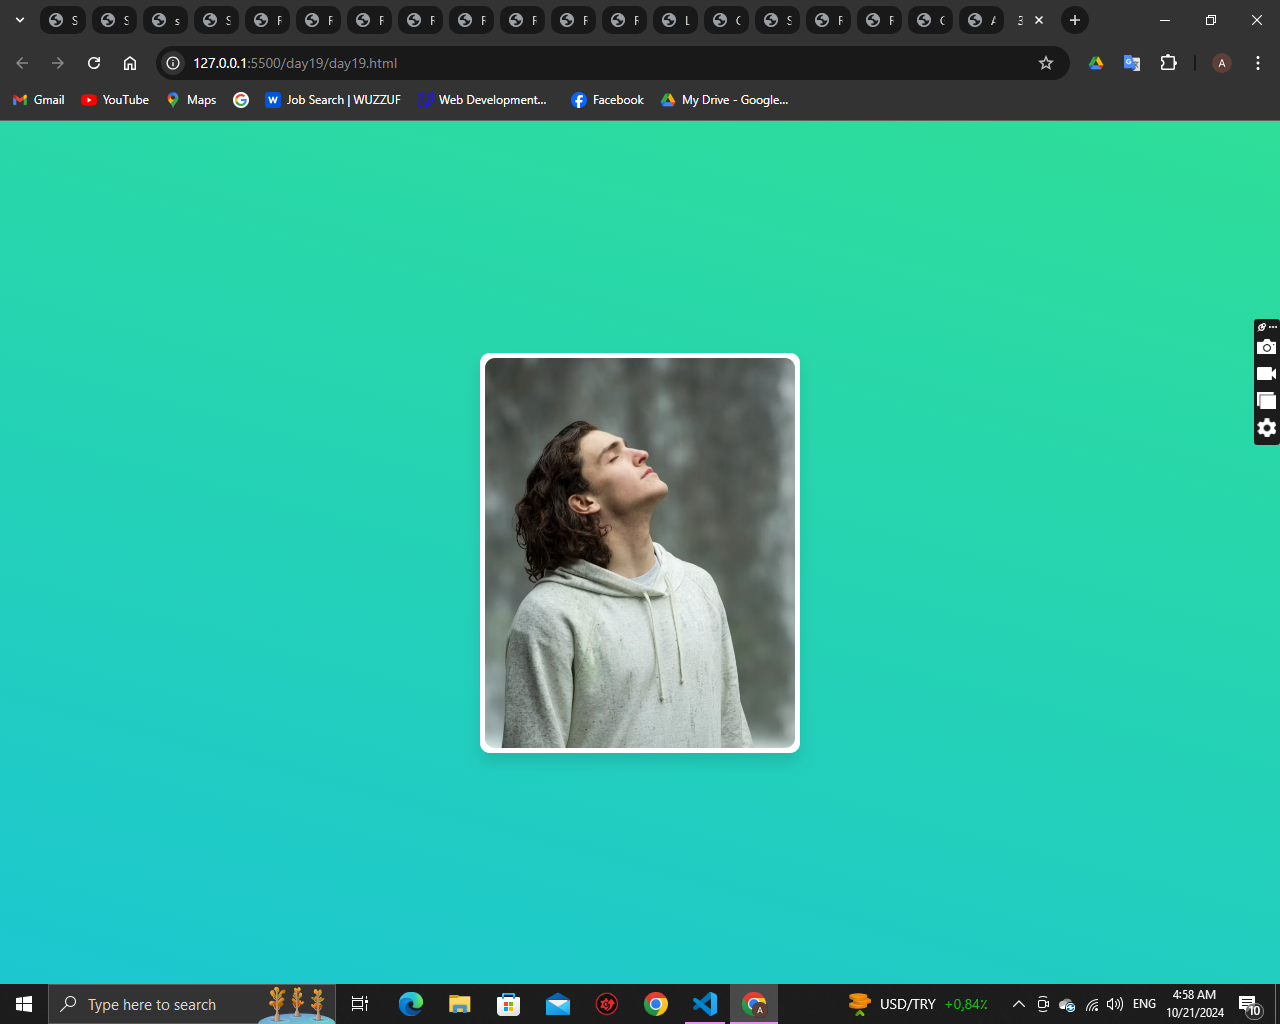 S S s S F F F F F F F F L C S F F C A 3
127.0.0.1:5500/day19/day19.html A
Gmail YouTube Maps Job Search | WUZZUF Web Development... Facebook My Drive - Google...
Type here to search USD/TRY +0,84% ENG 4:58 AM
10/21/2024 10